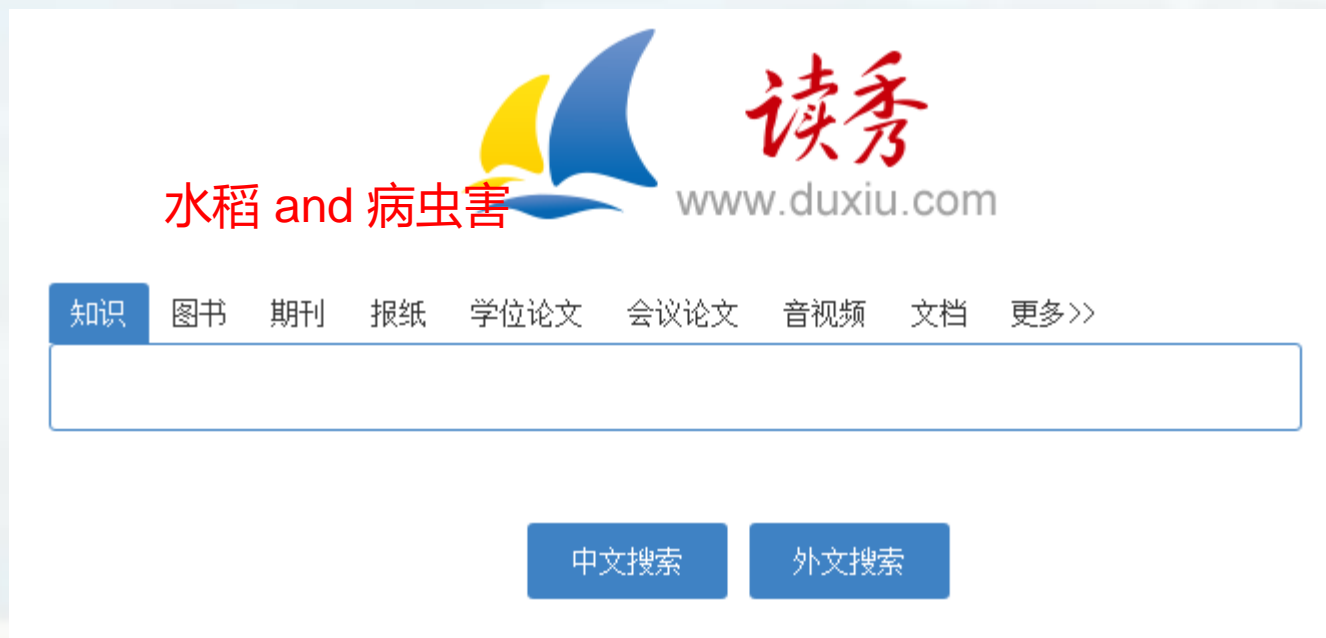 读秀
www.duxiu.com
水稻 and 病虫害
知识 图书 期刊 报纸 学位论文 会议论文 音视频 文档 更多>>
中文搜索 外文搜索